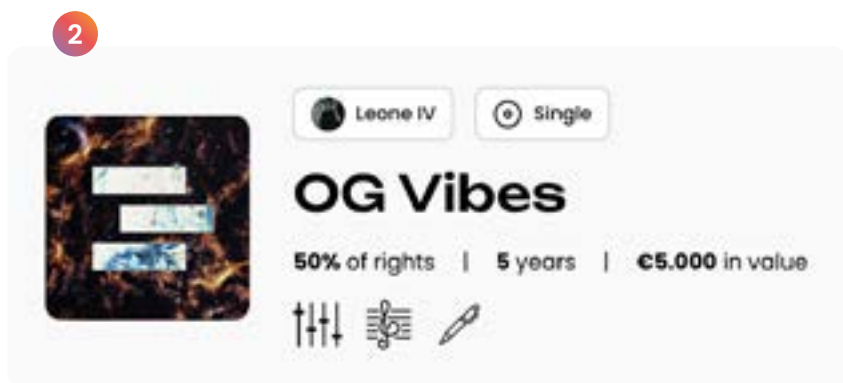 2
Leone IV Single
OG Vibes
50% of rights | 5 years | €5.000 in value